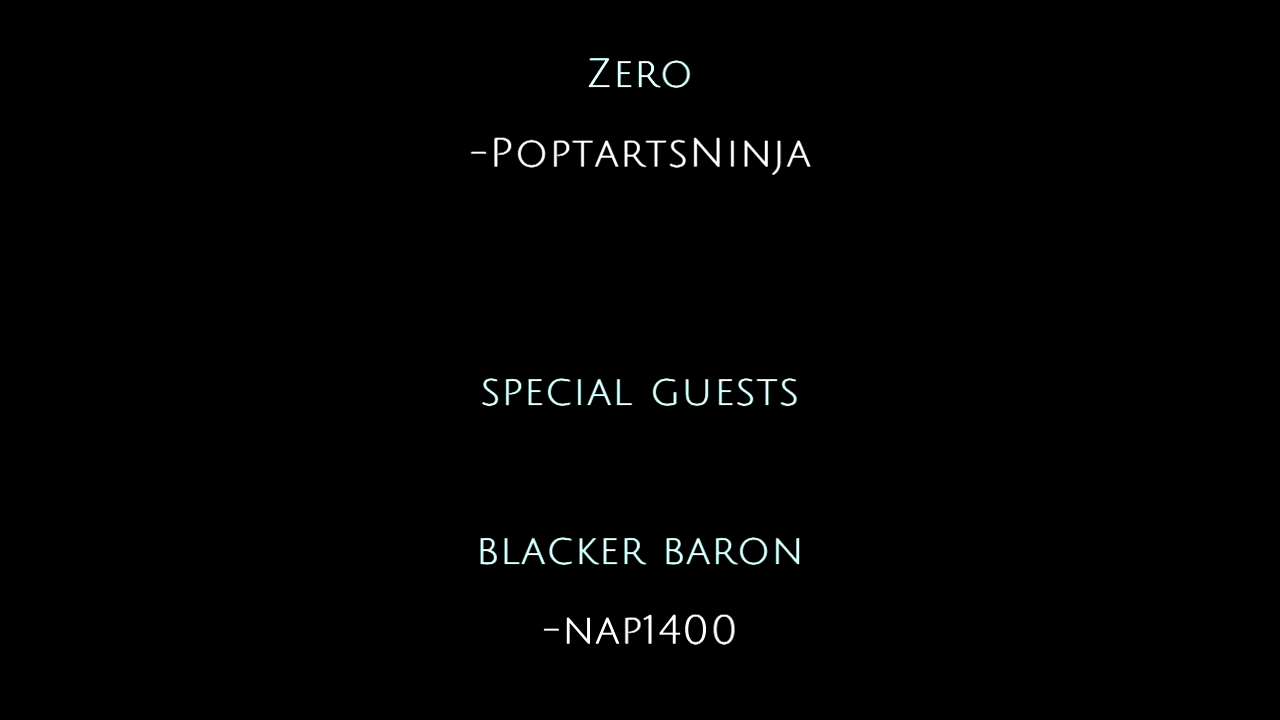 Zero
-PoptartsNinja
special guests
blacker baron
-nap1400